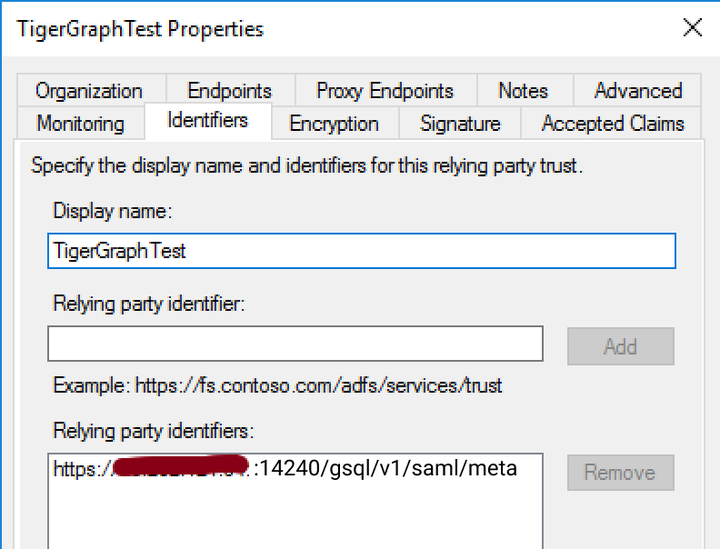 TigerGraphTest Properties
Organization Endpoints Proxy Endpoints Notes Advanced
Monitoring Identifiers Encryption Signature Accepted Claims
Specify the display name and identifiers for this relying party trust.
Display name:
TigerGraphTest
Relying party identifier:
Add
Example: https://fs.contoso.com/adfs/services/trust
Relying party identifiers:
https:/ :14240/gsql/v1/saml/meta
Remove